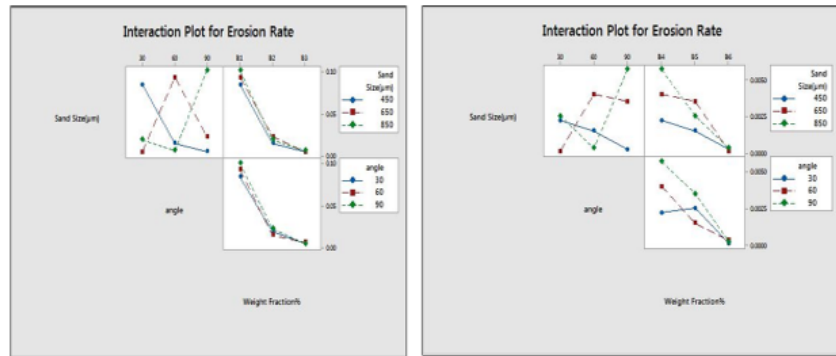 Interaction Plot for Erosion Rate
30 60 90 B1 B2 B3
0.10
0.05
0.00
Sand Size(μm)
Sand
Size(μm)
450
650
850
0.10
0.05
0.00
angle
angle
30
60
90
Weight Fraction%
Interaction Plot for Erosion Rate
30 60 90 B4 B5 B6
0.0050
0.0025
0.0000
Sand Size(μm)
Sand
Size(μm)
450
650
850
0.0050
0.0025
0.0000
angle
angle
30
60
90
Weight Fraction%